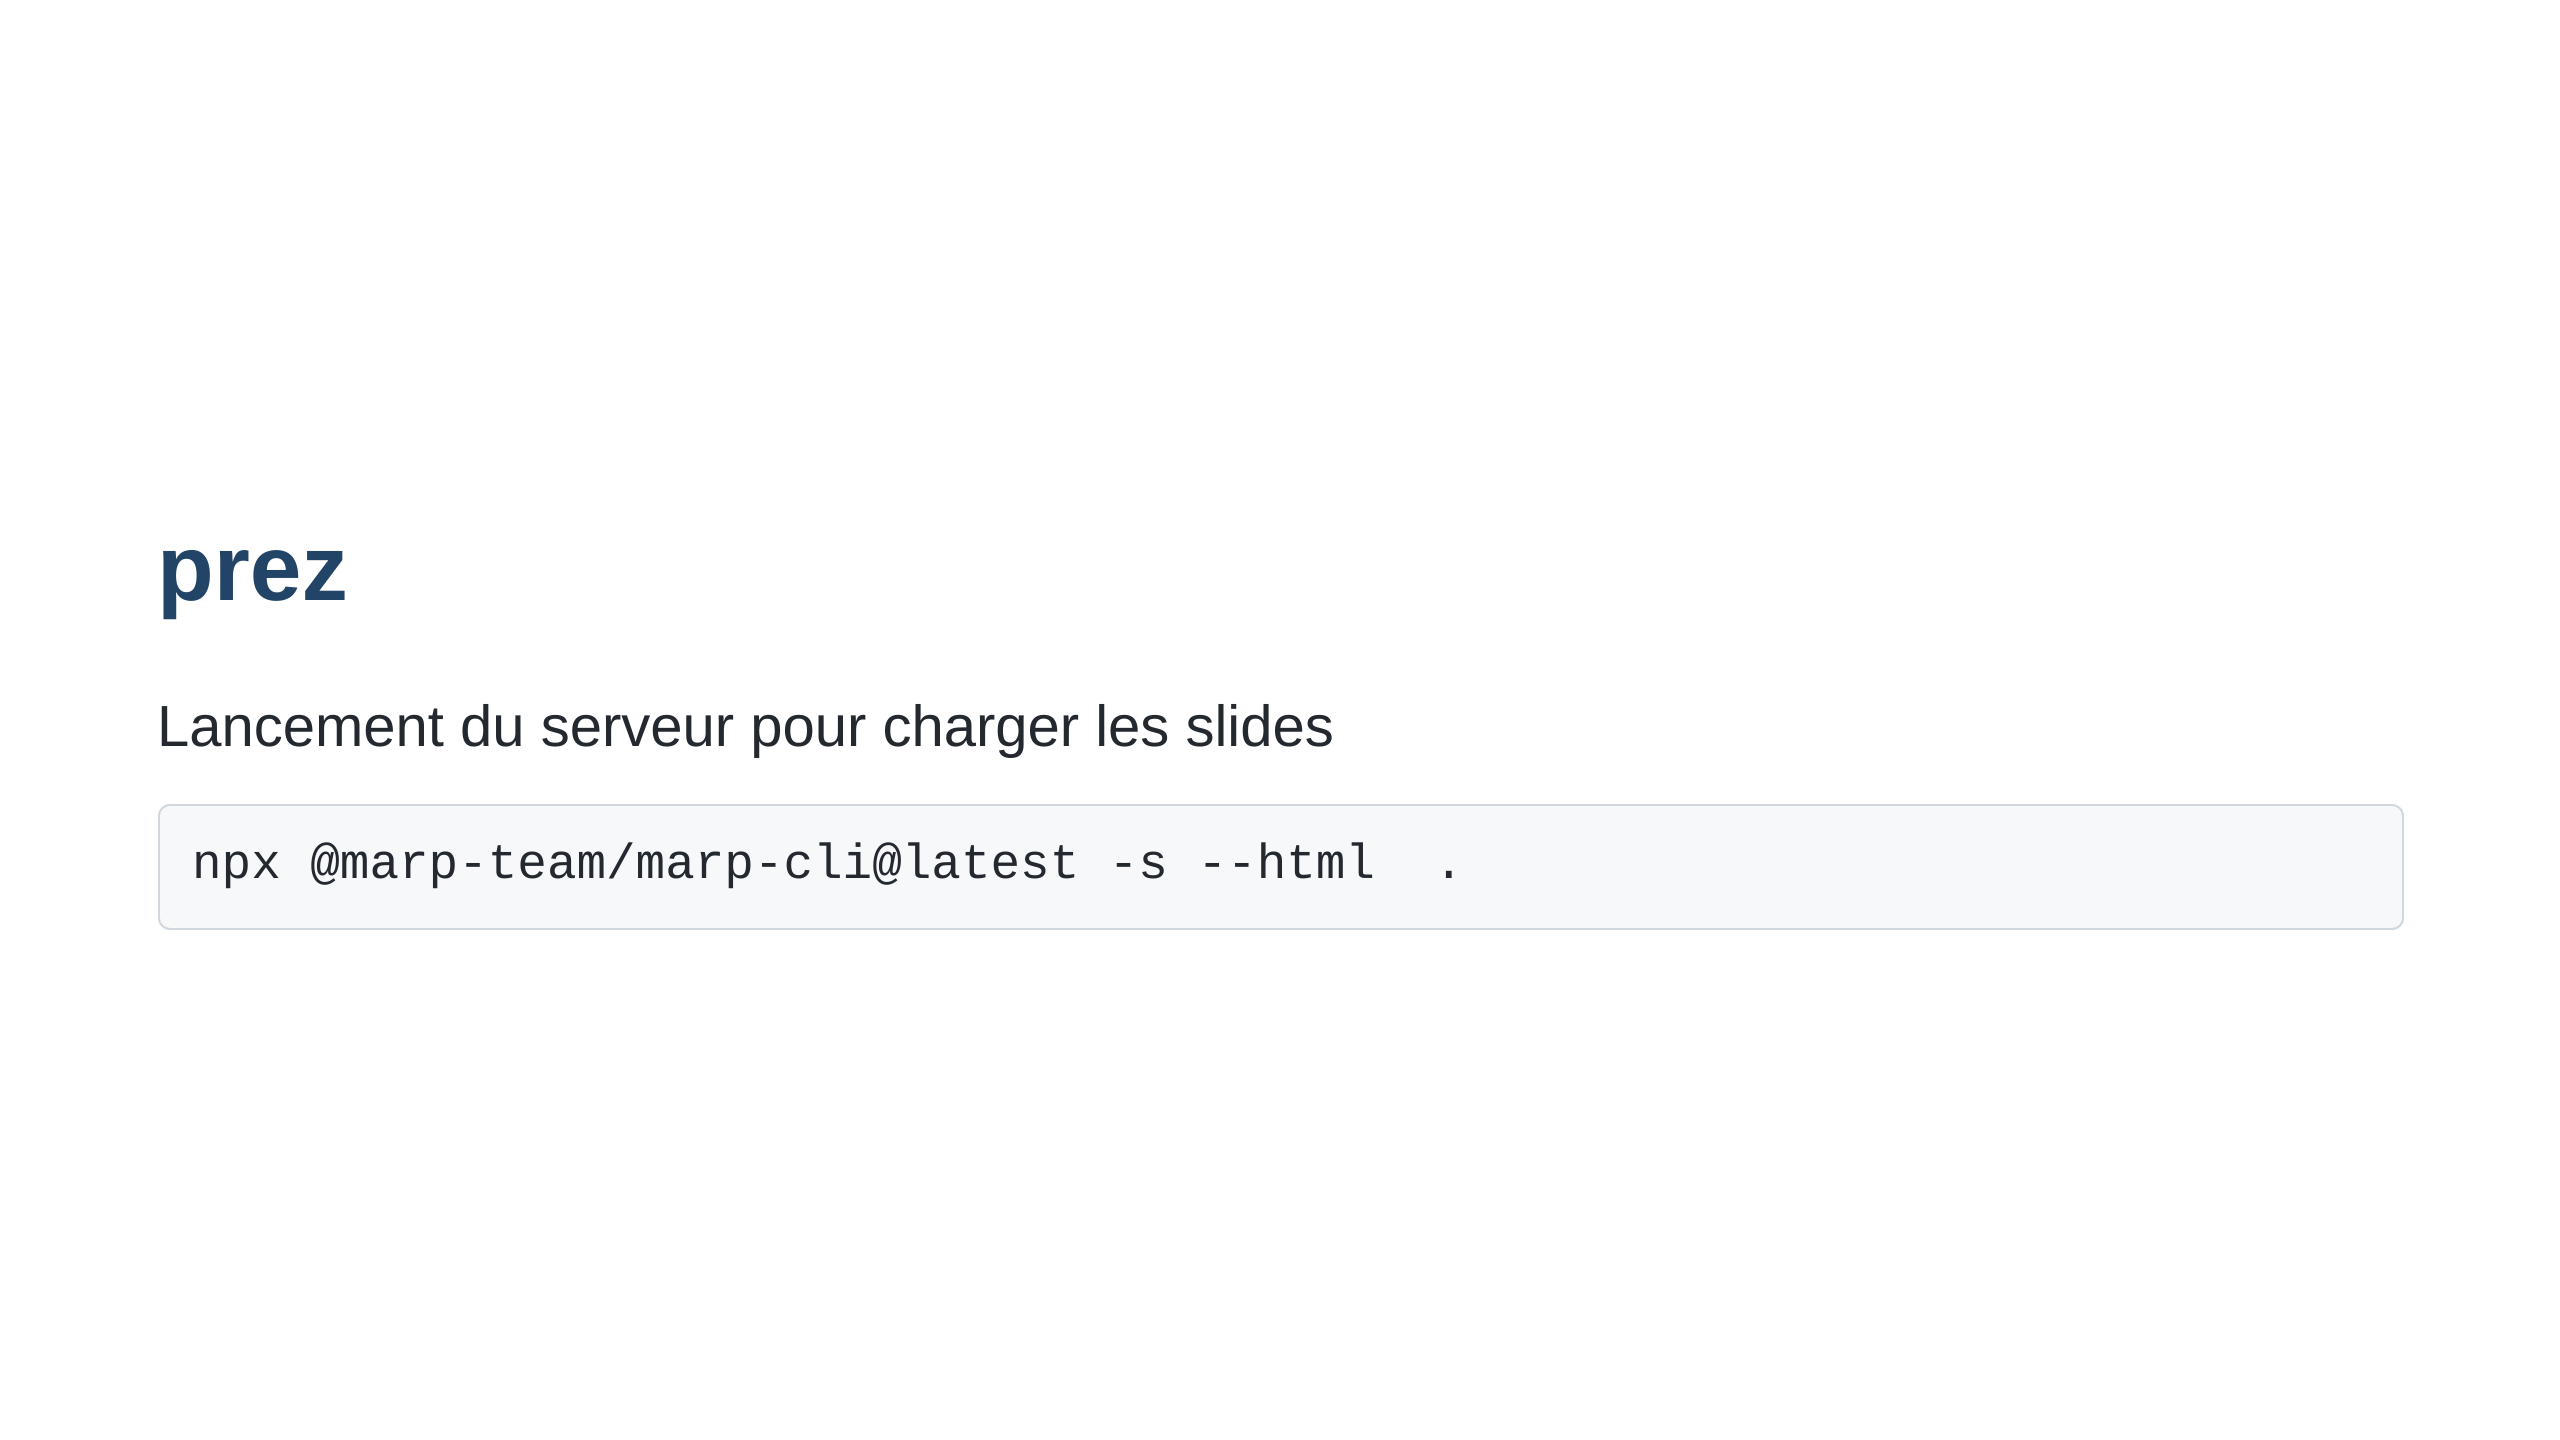 prez
Lancement du serveur pour charger les slides
npx @marp-team/marp-cli@latest -s --html  .